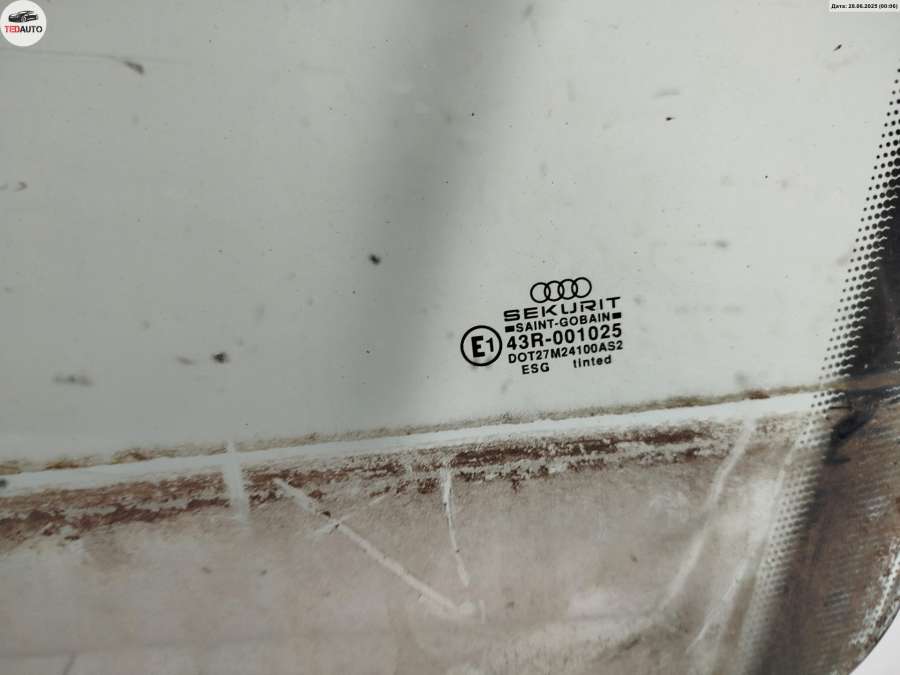 TEDAUTO
Дата: 28.06.2025 (00:06)
SEKURIT
SAINT-GOBAIN
E1 43R-001025
DOT27M24100AS2
ESG tinted